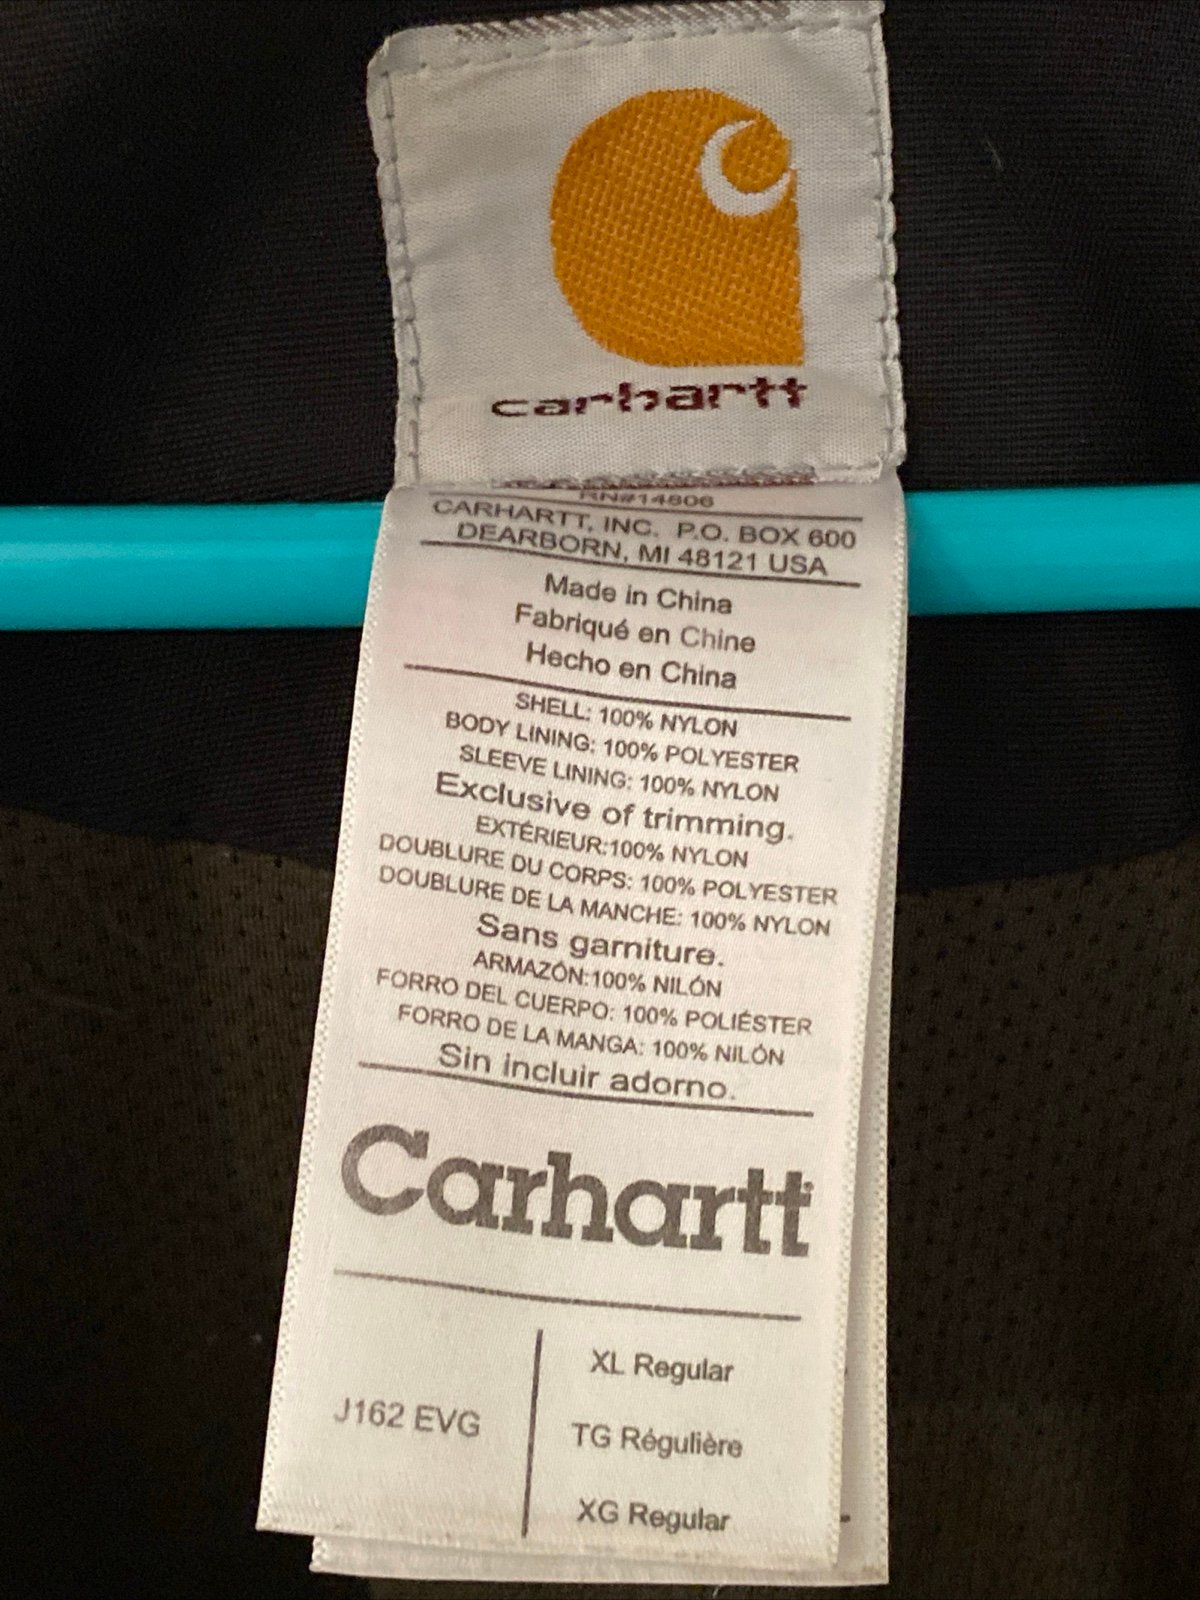 carhartt
RN#14806
CARHARTT, INC. P.O. BOX 600
DEARBORN, MI 48121 USA
Made in China
Fabriqué en Chine
Hecho en China
SHELL: 100% NYLON
BODY LINING: 100% POLYESTER
SLEEVE LINING: 100% NYLON
Exclusive of trimming.
EXTÉRIEUR:100% NYLON
DOUBLURE DU CORPS: 100% POLYESTER
DOUBLURE DE LA MANCHE: 100% NYLON
Sans garniture.
ARMAZÓN:100% NILÓN
FORRO DEL CUERPO: 100% POLIÉSTER
FORRO DE LA MANGA: 100% NILÓN
Sin incluir adorno.
Carhartt
J162 EVG
XL Regular
TG Régulière
XG Regular